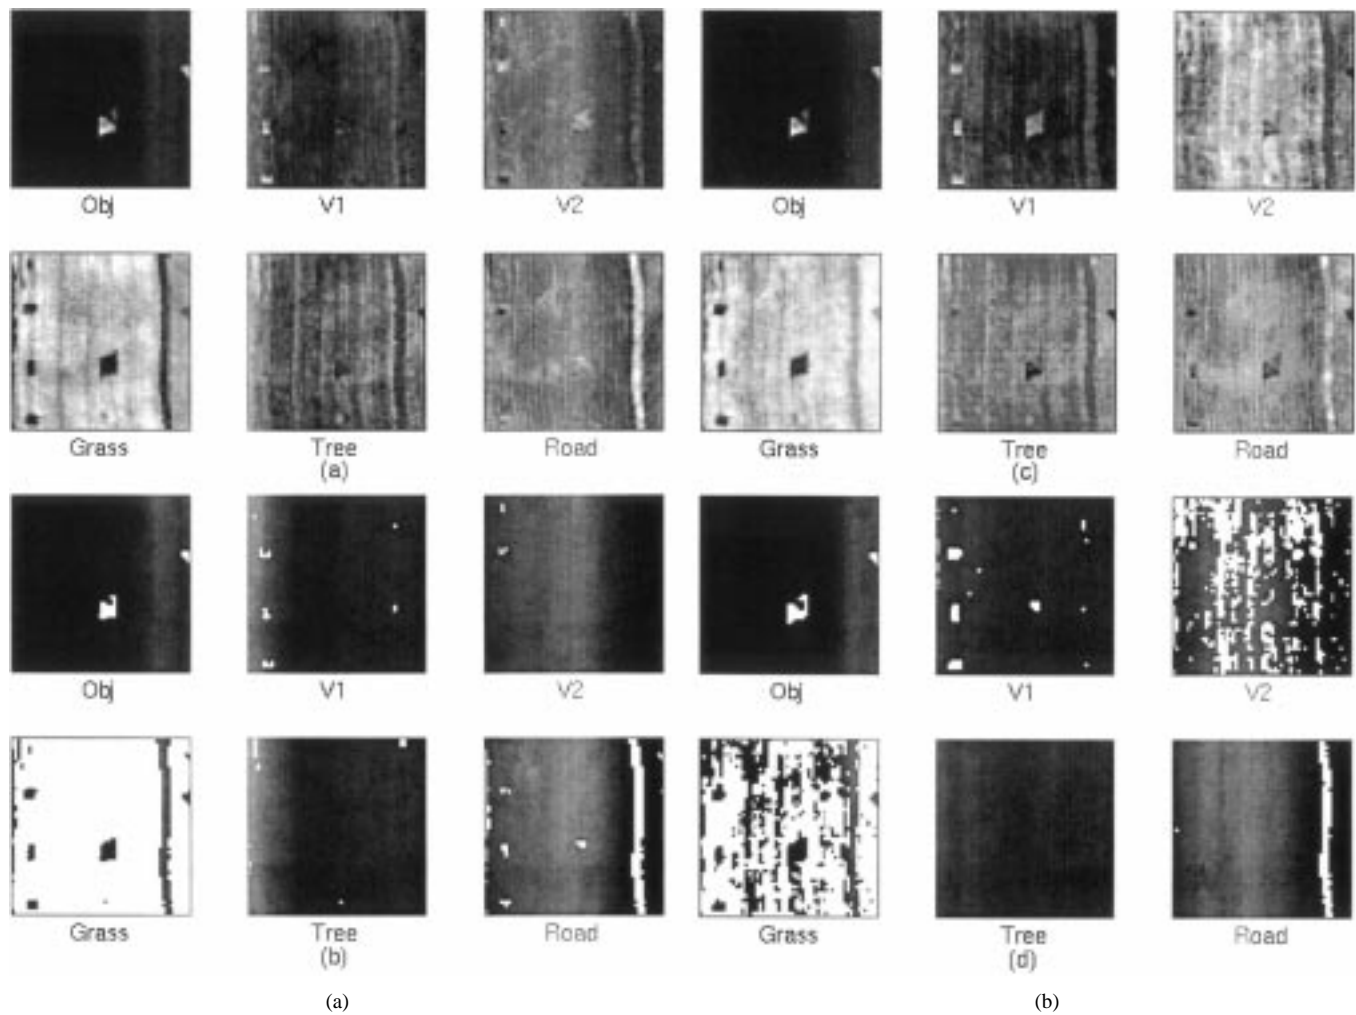 Obj V1 V2 Obj V1 V2
Grass Tree Road Grass Tree Road
(a) (c)
Obj V1 V2 Obj V1 V2
Grass Tree Road Grass Tree Road
(b) (d)
(a) (b)